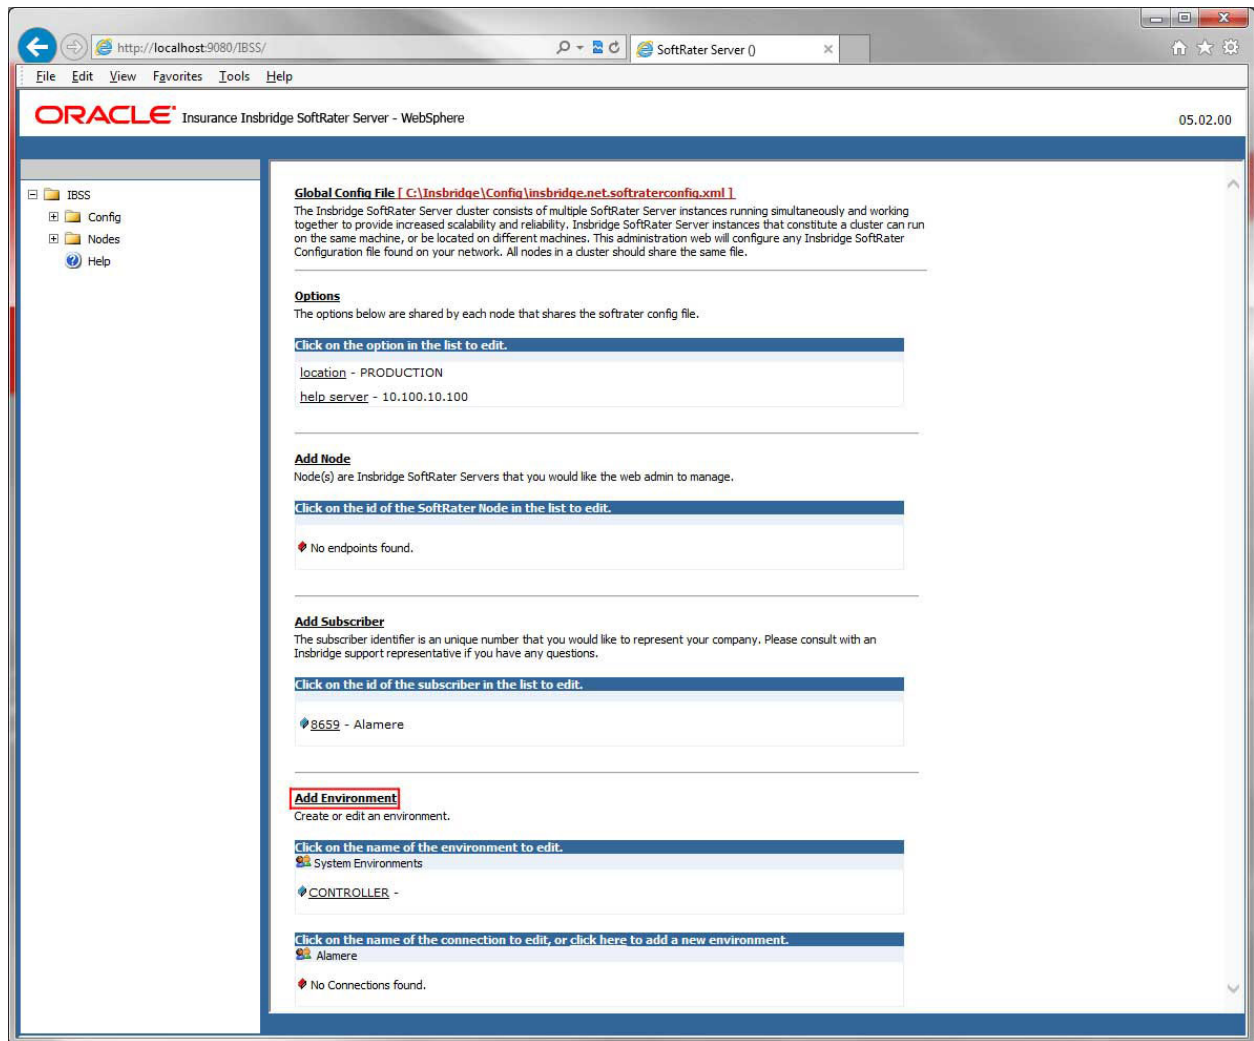 http://localhost:9080/IBSS/
SoftRater Server ()
File Edit View Favorites Tools Help
ORACLE Insurance Insbridge SoftRater Server - WebSphere
05.02.00
IBSS
Config
Nodes
Help
Global Config File [ C:\Insbridge\Config\insbridge.net.softraterconfig.xml ]
The Insbridge SoftRater Server cluster consists of multiple SoftRater Server instances running simultaneously and working
together to provide increased scalability and reliability. Insbridge SoftRater Server instances that constitute a cluster can run
on the same machine, or be located on different machines. This administration web will configure any Insbridge SoftRater
Configuration file found on your network. All nodes in a cluster should share the same file.
Options
The options below are shared by each node that shares the softrater config file.
Click on the option in the list to edit.
location - PRODUCTION
help server - 10.100.10.100
Add Node
Node(s) are Insbridge SoftRater Servers that you would like the web admin to manage.
Click on the id of the SoftRater Node in the list to edit.
No endpoints found.
Add Subscriber
The subscriber identifier is an unique number that you would like to represent your company. Please consult with an
Insbridge support representative if you have any questions.
Click on the id of the subscriber in the list to edit.
8659 - Alamere
Add Environment
Create or edit an environment.
Click on the name of the environment to edit.
System Environments
CONTROLLER -
Click on the name of the connection to edit, or click here to add a new environment.
Alamere
No Connections found.